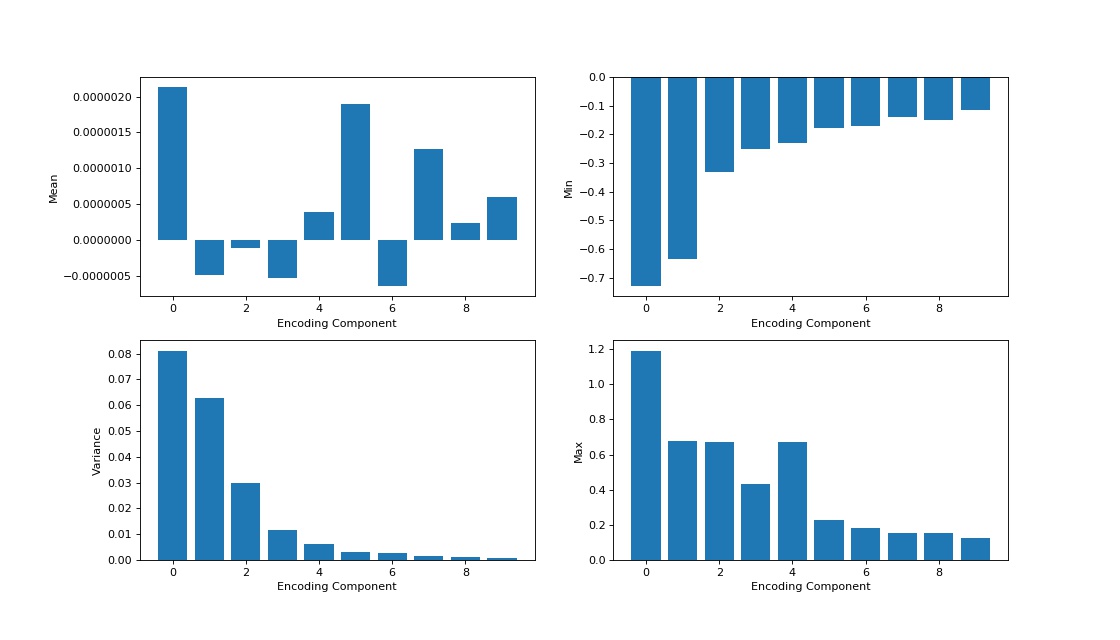 Mean
0.0000020
0.0000015
0.0000010
0.0000005
0.0000000
−0.0000005
0 2 4 6 8
Encoding Component
Min
0.0
−0.1
−0.2
−0.3
−0.4
−0.5
−0.6
−0.7
0 2 4 6 8
Encoding Component
Variance
0.08
0.07
0.06
0.05
0.04
0.03
0.02
0.01
0.00
0 2 4 6 8
Encoding Component
Max
1.2
1.0
0.8
0.6
0.4
0.2
0.0
0 2 4 6 8
Encoding Component